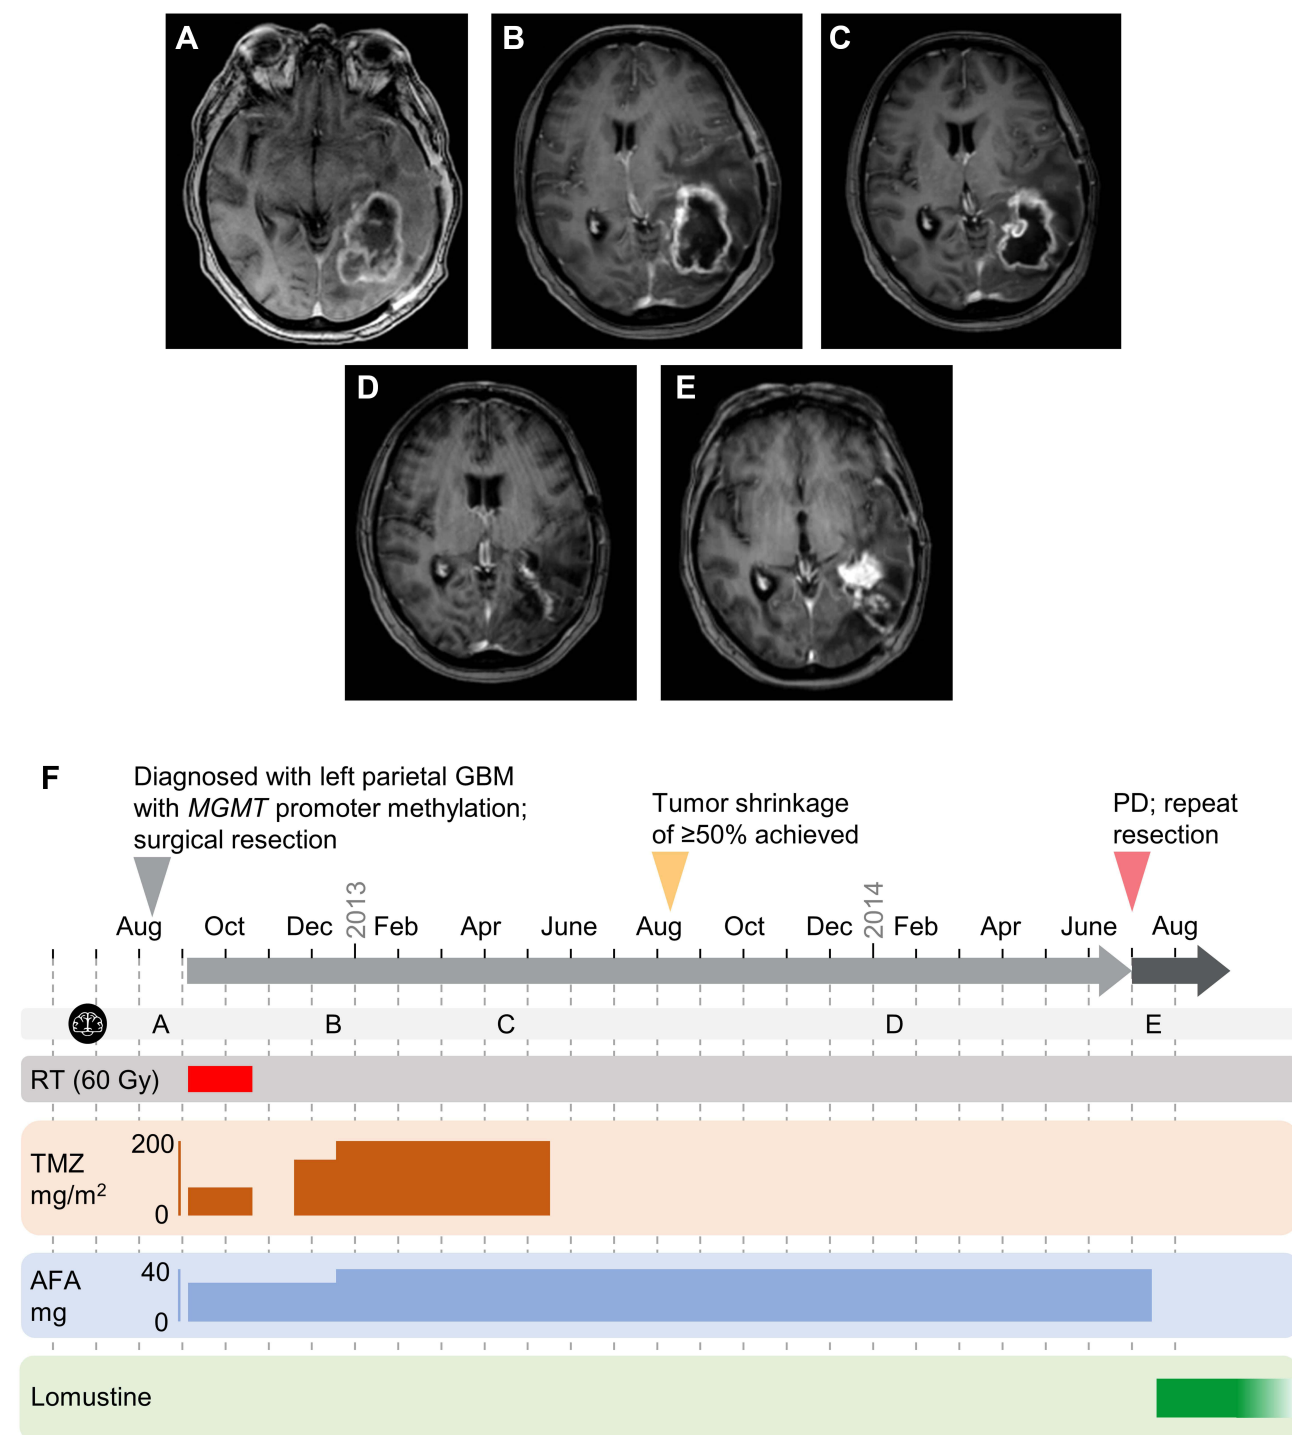 A
B
C
D
E
F
Diagnosed with left parietal GBM
with MGMT promoter methylation;
surgical resection
Tumor shrinkage
of ≥50% achieved
PD; repeat
resection
Aug Oct Dec 2013 Feb Apr June Aug Oct Dec 2014 Feb Apr June Aug
A B C D E
RT (60 Gy)
TMZ
mg/m²
200
0
AFA
mg
40
0
Lomustine